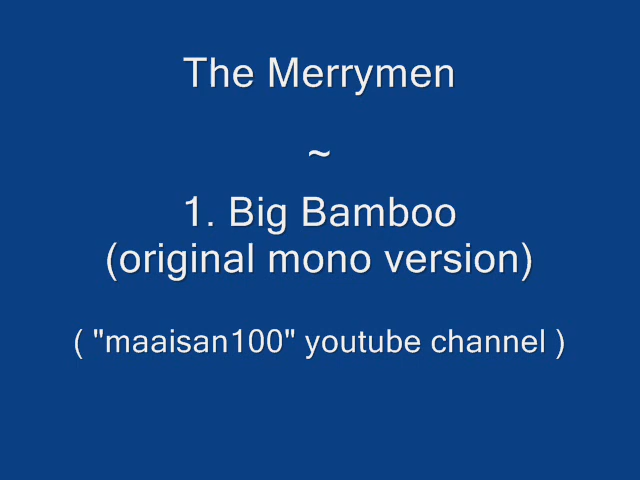 The Merrymen
~
1. Big Bamboo
(original mono version)
( "maaisan100" youtube channel )